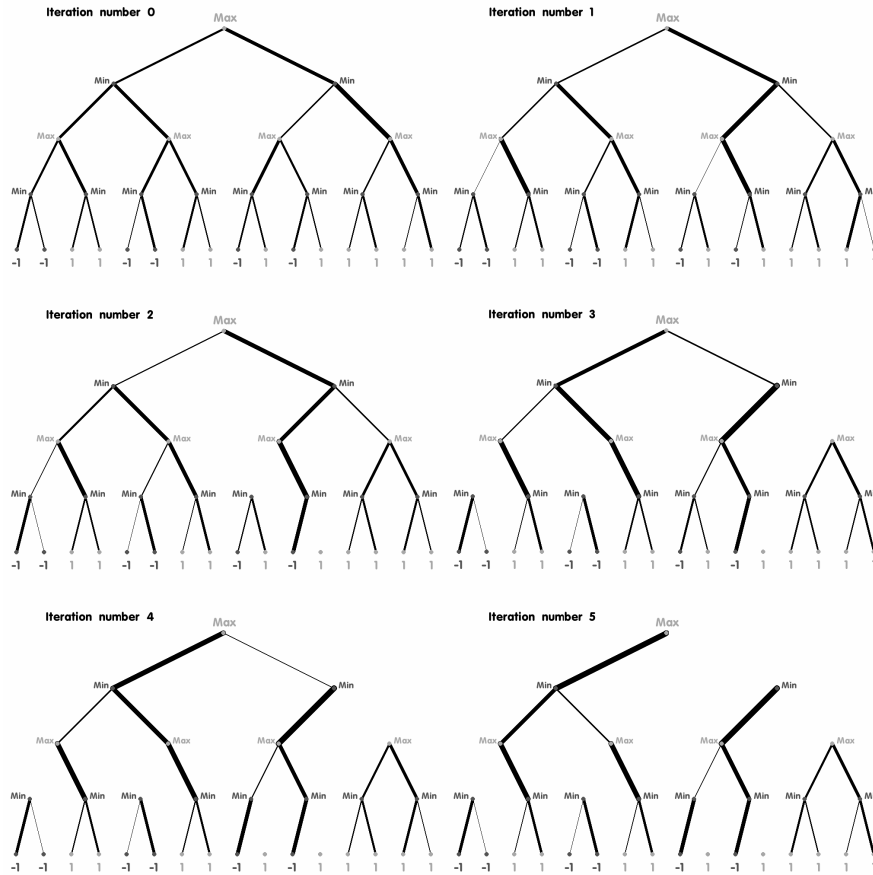 Iteration number 0
Max
Min Min
Max Max Max Max
Min Min Min Min Min Min Min Min
-1 -1 1 1 -1 -1 1 1 -1 1 -1 1 1 1 1 1
Iteration number 1
Max
Min Min
Max Max Max Max
Min Min Min Min Min Min Min
-1 -1 1 1 -1 -1 1 1 -1 1 -1 1 1 1 1 1
Iteration number 2
Max
Min Min
Max Max Max Max
Min Min Min Min Min Min Min Min
-1 -1 1 1 -1 -1 1 1 -1 1 -1 1 1 1 1 1
Iteration number 3
Max
Min Min
Max Max Max Max
Min Min Min Min Min Min Min
-1 -1 1 1 -1 -1 1 1 -1 1 -1 1 1 1 1 1
Iteration number 4
Max
Min Min
Max Max Max Max
Min Min Min Min Min Min Min Min
-1 -1 1 1 -1 -1 1 1 -1 1 -1 1 1 1 1 1
Iteration number 5
Max
Min Min
Max Max Max Max
Min Min Min Min Min Min Min
-1 -1 1 1 -1 -1 1 1 -1 1 -1 1 1 1 1 1